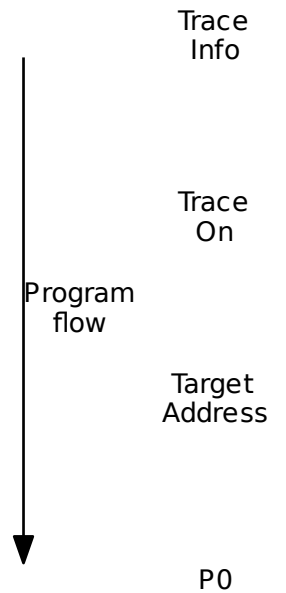 Trace
Info
Trace
On
Program
flow
Target
Address
P0